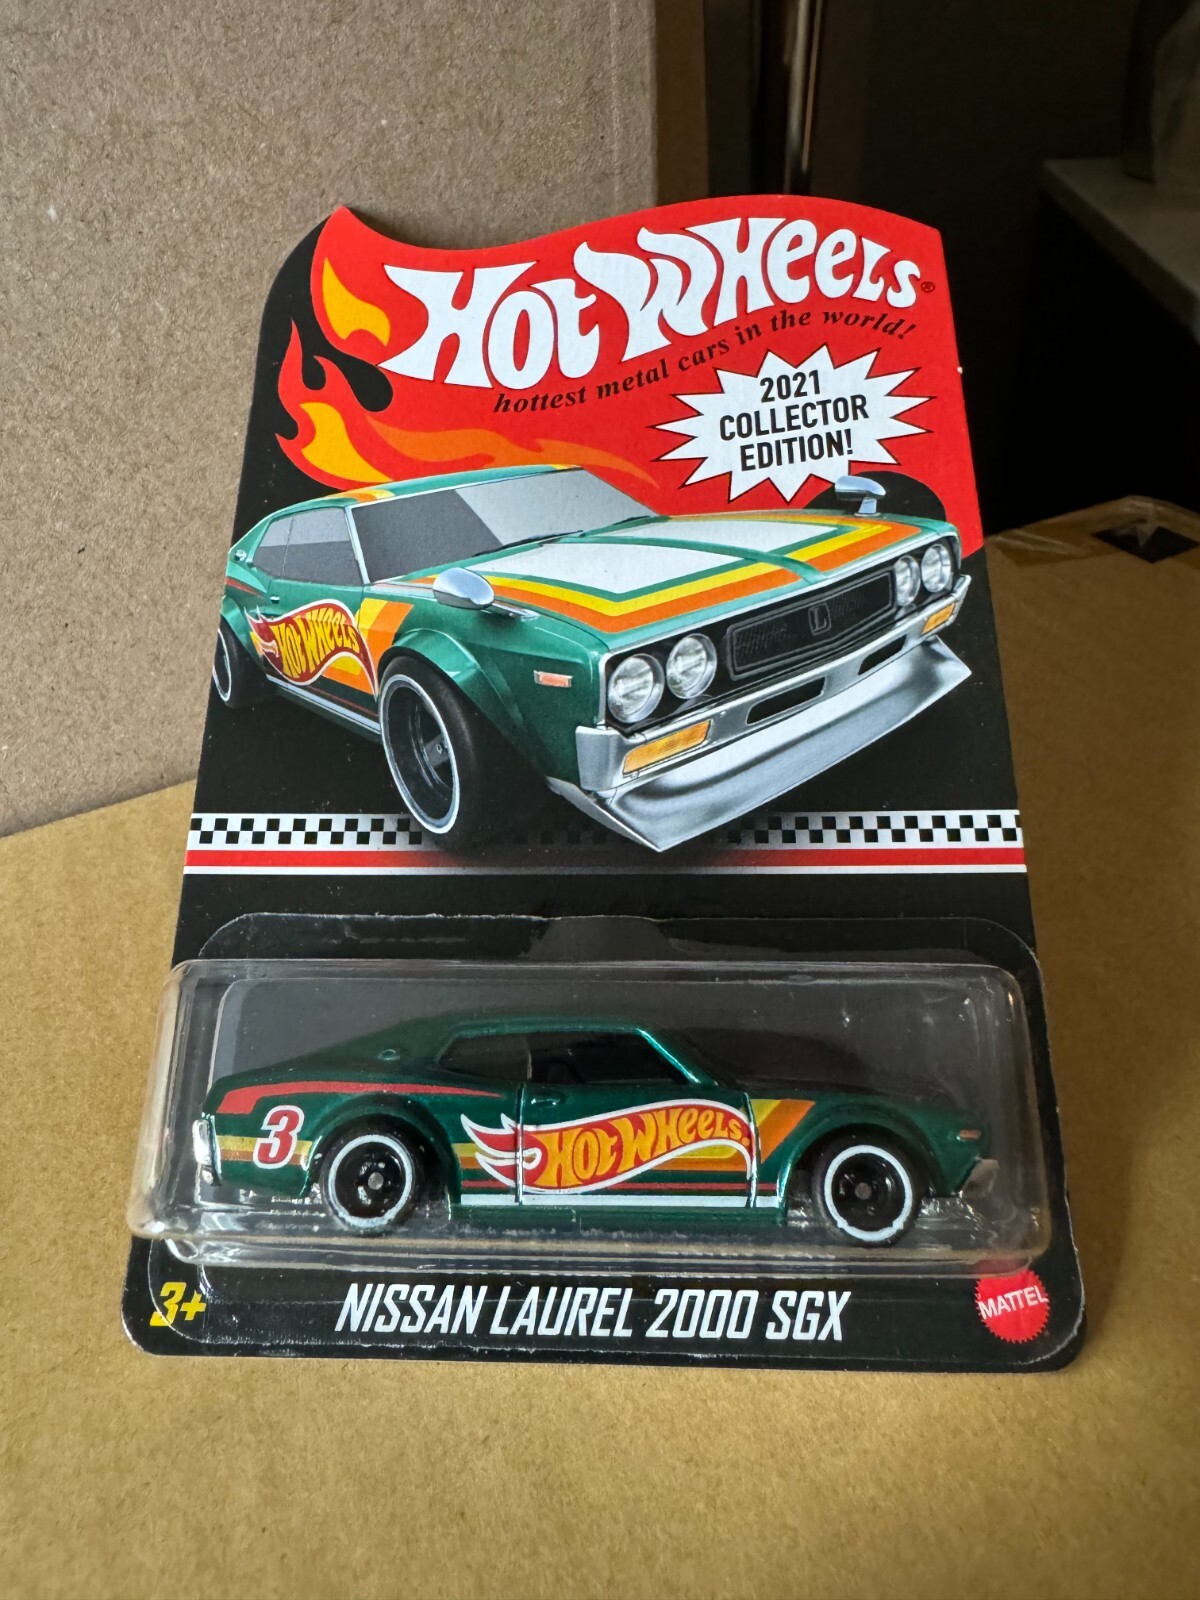 Hot Wheels®
hottest metal cars in the world!
2021
COLLECTOR
EDITION!
L
HOT WHEELS
3
HOT WHEELS
3+
NISSAN LAUREL 2000 SGX
MATTEL